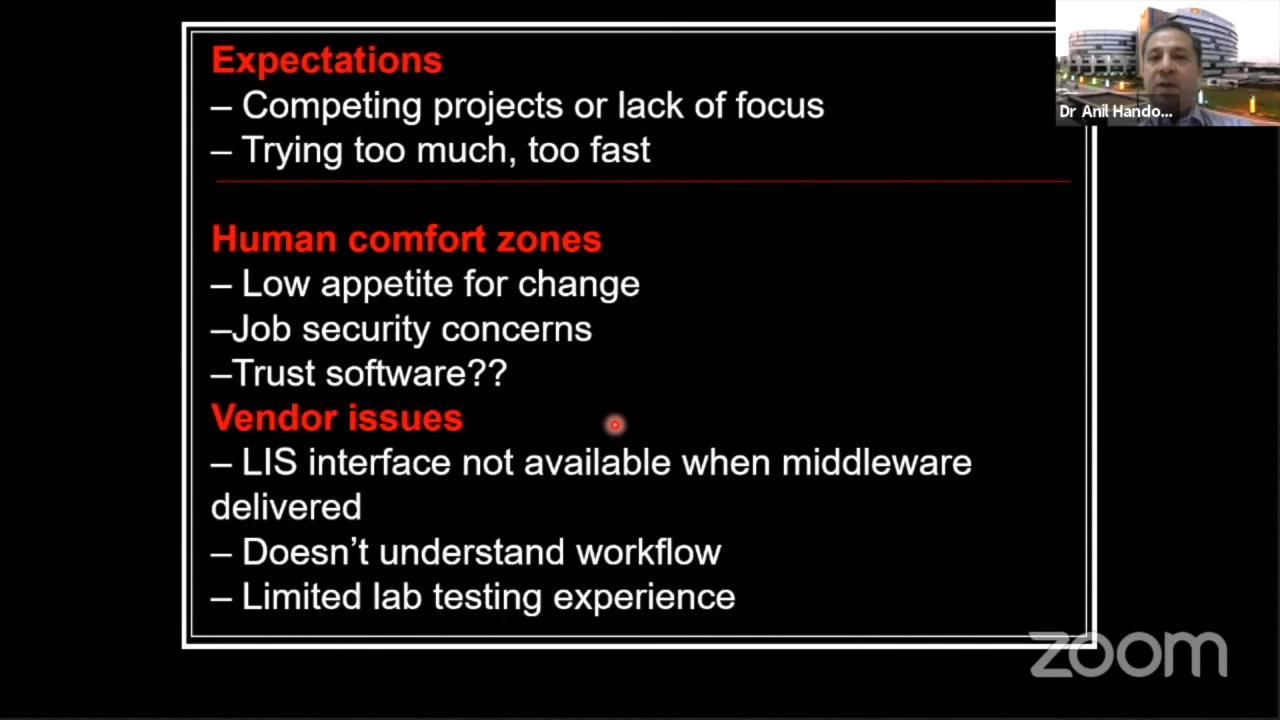 Expectations
– Competing projects or lack of focus
– Trying too much, too fast
Human comfort zones
– Low appetite for change
–Job security concerns
–Trust software??
Vendor issues
– LIS interface not available when middleware
delivered
– Doesn’t understand workflow
– Limited lab testing experience
Dr Anil Hando...
zoom